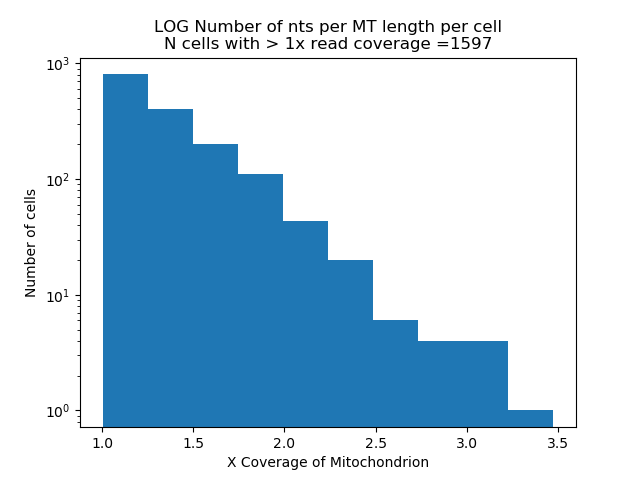 LOG Number of nts per MT length per cell
N cells with > 1x read coverage =1597
Number of cells
10³
10²
10¹
10⁰
1.0 1.5 2.0 2.5 3.0 3.5
X Coverage of Mitochondrion